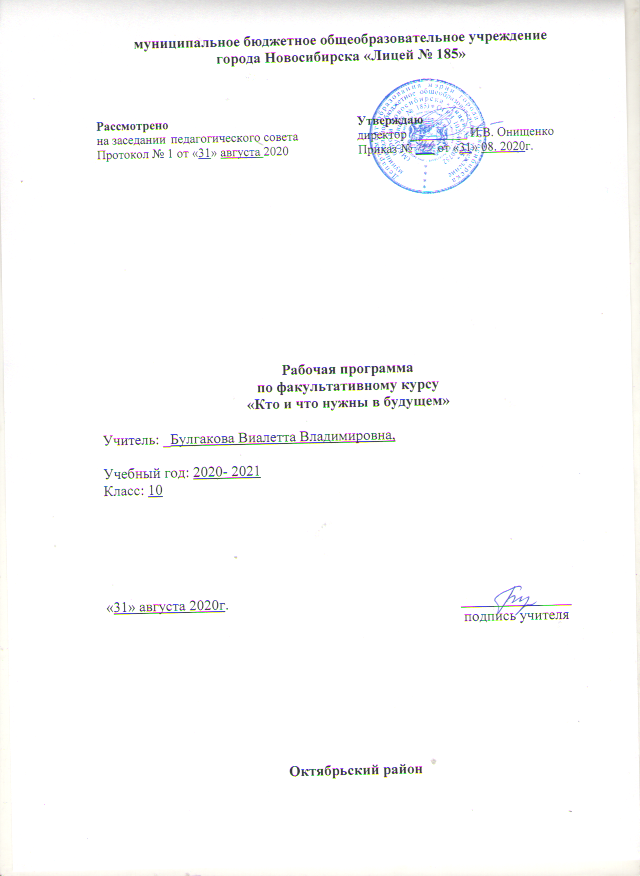 муниципальное бюджетное общеобразовательное учреждение
города Новосибирска «Лицей № 185»
Рассмотрено
на заседании педагогического совета
Протокол № 1 от «31» августа 2020
Утверждаю
директор И.В. Онищенко
Приказ № от «31» 08. 2020г.
Рабочая программа
по факультативному курсу
«Кто и что нужны в будущем»
Учитель: Булгакова Виалетта Владимировна,
Учебный год: 2020- 2021
Класс: 10
«31» августа 2020г.
подпись учителя
Октябрьский район